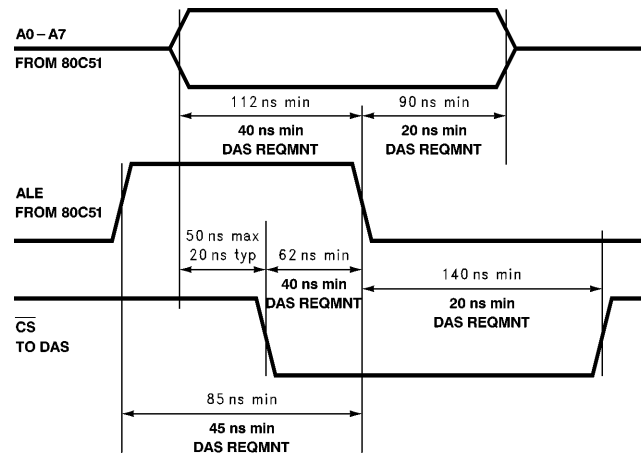 A0–A7
FROM 80C51
112 ns min
90 ns min
40 ns min
DAS REQMNT
20 ns min
DAS REQMNT
ALE
FROM 80C51
50 ns max
20 ns typ
62 ns min
40 ns min
DAS REQMNT
140 ns min
20 ns min
DAS REQMNT
CS
TO DAS
85 ns min
45 ns min
DAS REQMNT